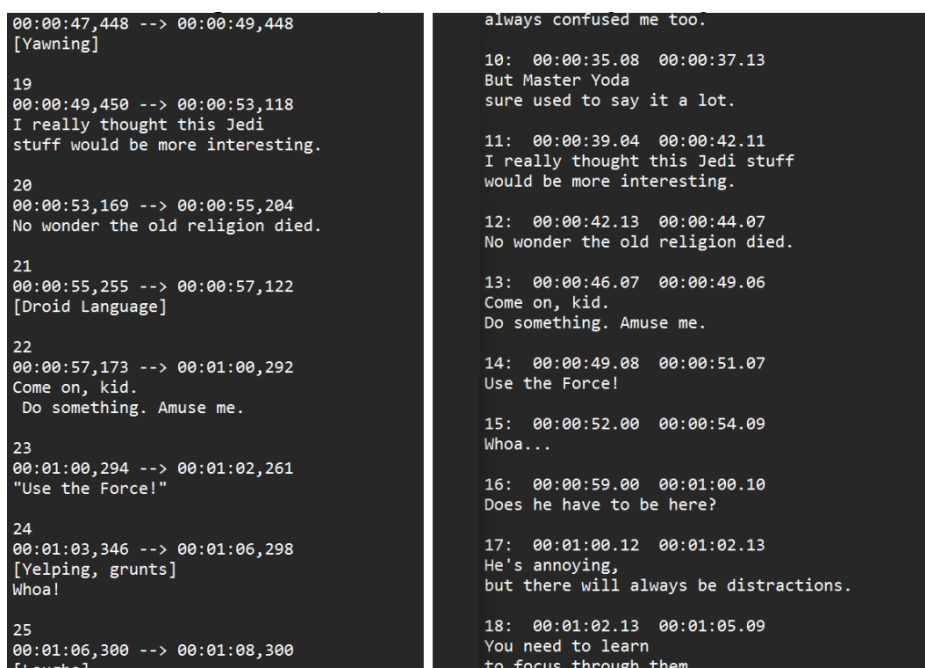 00:00:47,448 --> 00:00:49,448
[Yawning]

19
00:00:49,450 --> 00:00:53,118
I really thought this Jedi
stuff would be more interesting.

20
00:00:53,169 --> 00:00:55,204
No wonder the old religion died.

21
00:00:55,255 --> 00:00:57,122
[Droid Language]

22
00:00:57,173 --> 00:01:00,292
Come on, kid.
 Do something. Amuse me.

23
00:01:00,294 --> 00:01:02,261
"Use the Force!"

24
00:01:03,346 --> 00:01:06,298
[Yelping, grunts]
Whoa!

25
00:01:06,300 --> 00:01:08,300

always confused me too.

10:  00:00:35.08  00:00:37.13
But Master Yoda
sure used to say it a lot.

11:  00:00:39.04  00:00:42.11
I really thought this Jedi stuff
would be more interesting.

12:  00:00:42.13  00:00:44.07
No wonder the old religion died.

13:  00:00:46.07  00:00:49.06
Come on, kid.
Do something. Amuse me.

14:  00:00:49.08  00:00:51.07
Use the Force!

15:  00:00:52.00  00:00:54.09
Whoa...

16:  00:00:59.00  00:01:00.10
Does he have to be here?

17:  00:01:00.12  00:01:02.13
He's annoying,
but there will always be distractions.

18:  00:01:02.13  00:01:05.09
You need to learn
to focus through them